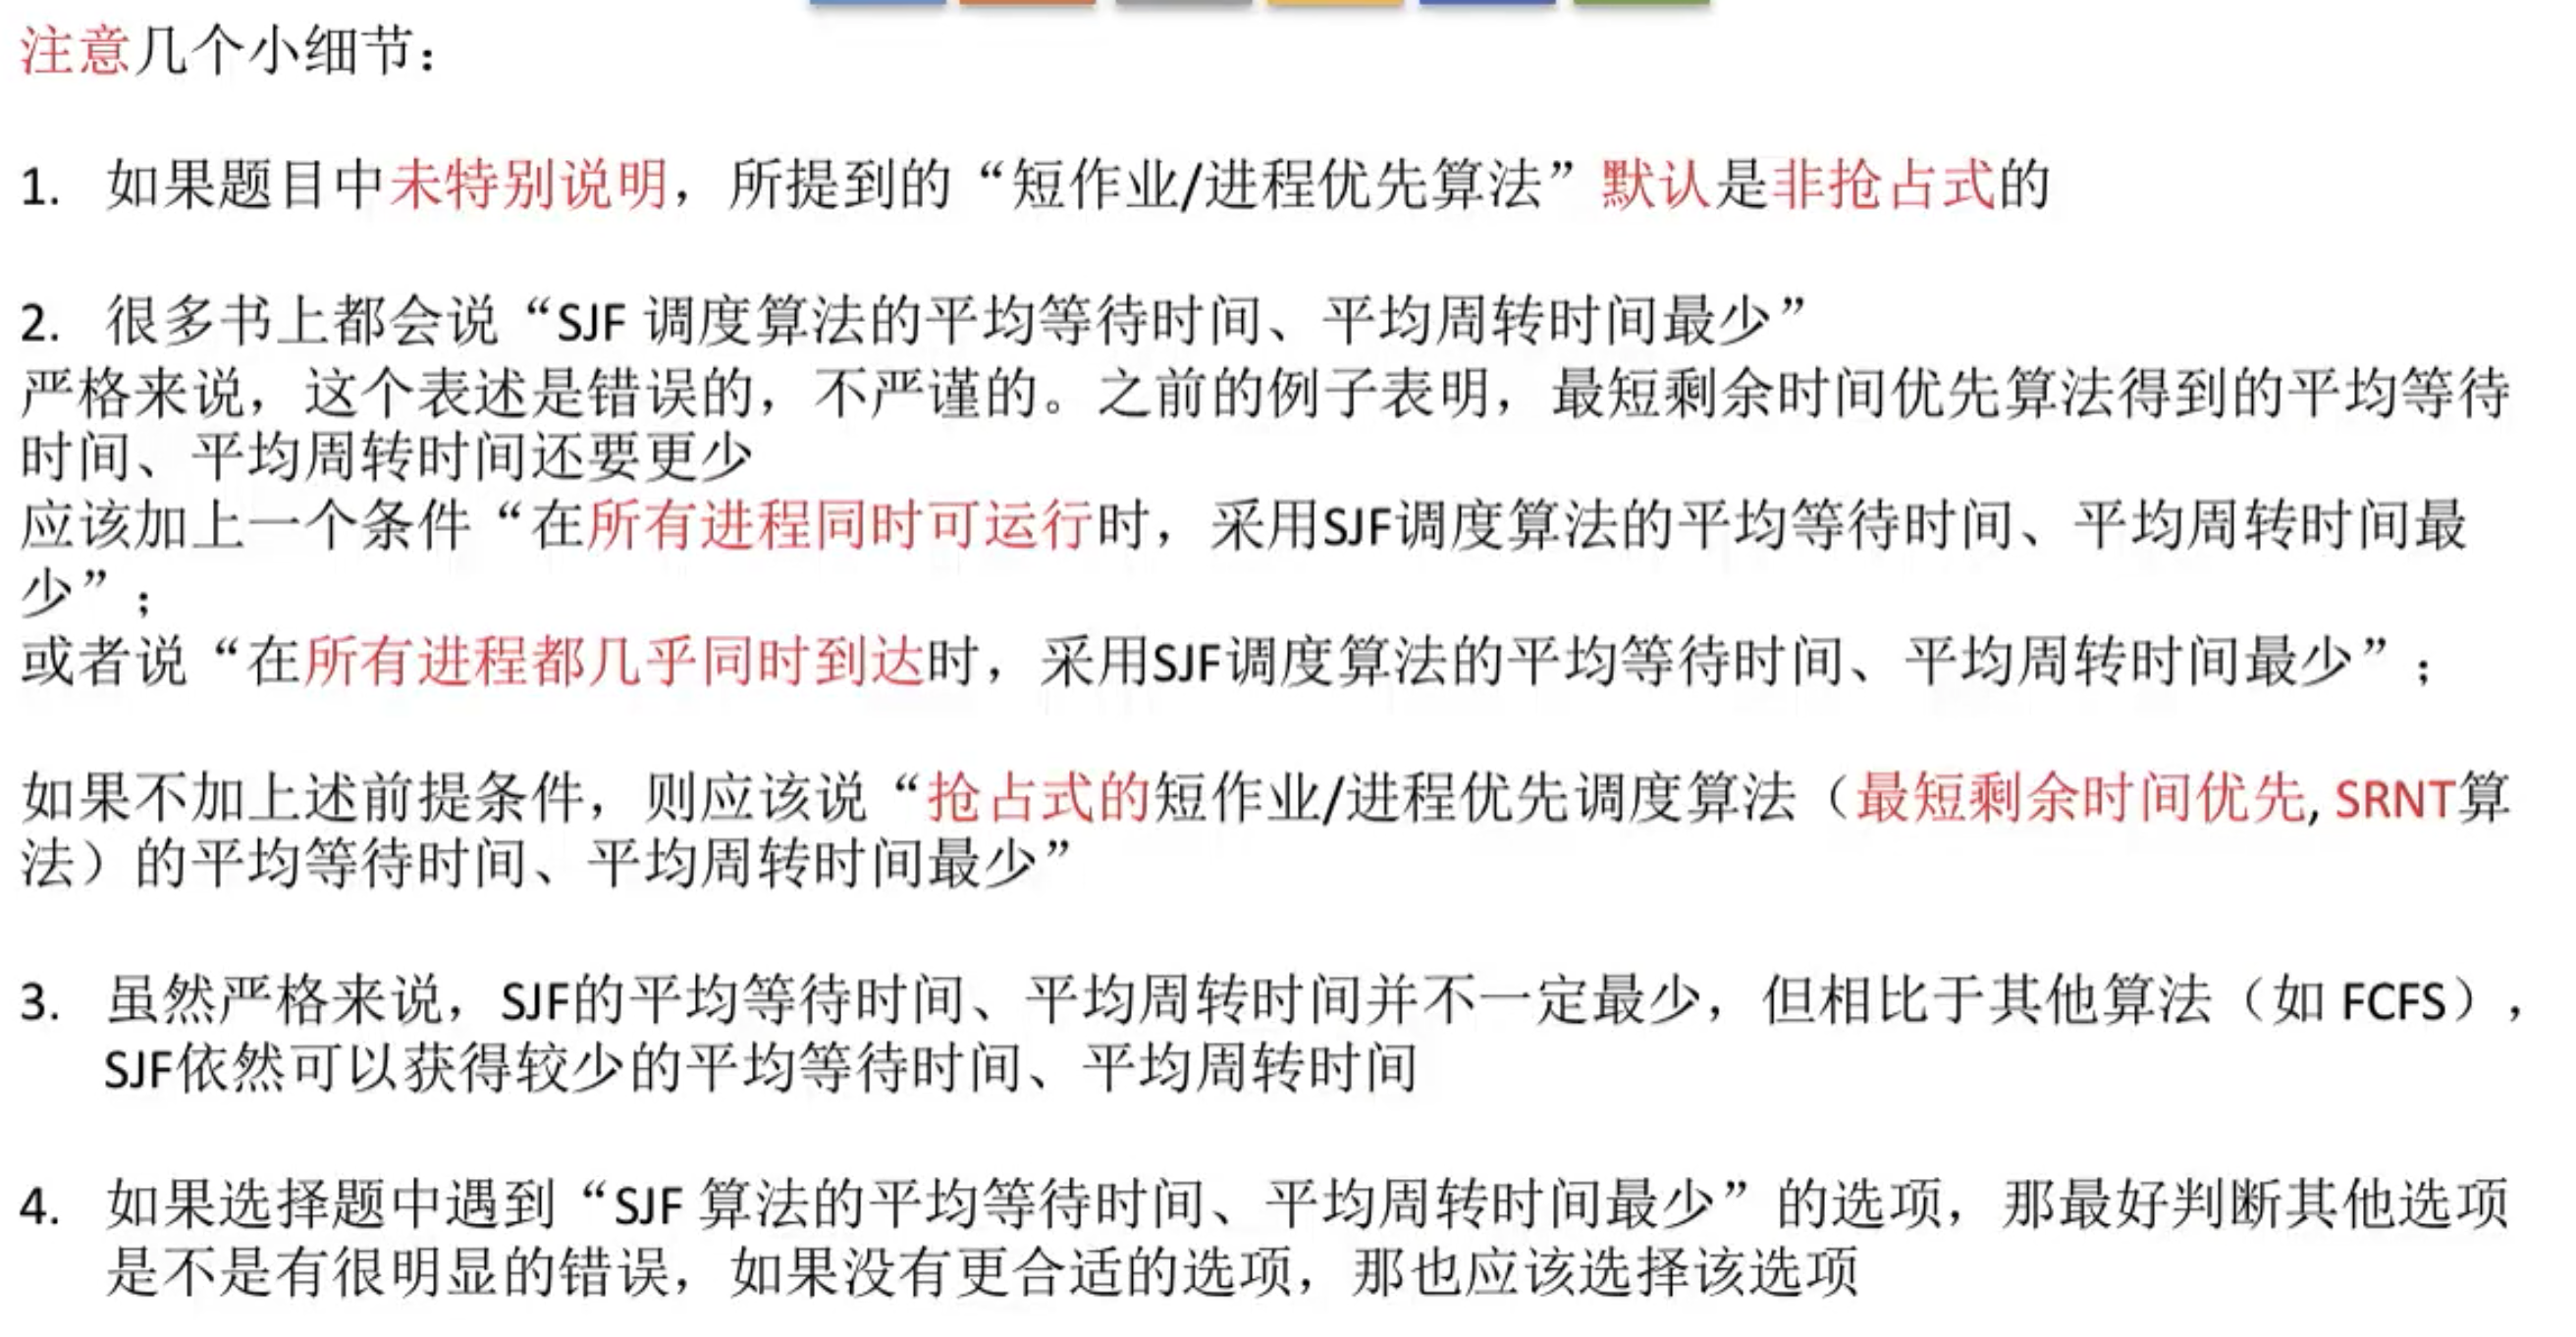 注意几个小细节：
1. 如果题目中未特别说明，所提到的“短作业/进程优先算法”默认是非抢占式的
2. 很多书上都会说“SJF 调度算法的平均等待时间、平均周转时间最少”
严格来说，这个表述是错误的，不严谨的。之前的例子表明，最短剩余时间优先算法得到的平均等待
时间、平均周转时间还要更少
应该加上一个条件“在所有进程同时可运行时，采用SJF调度算法的平均等待时间、平均周转时间最
少”；
或者说“在所有进程都几乎同时到达时，采用SJF调度算法的平均等待时间、平均周转时间最少”；
如果不加上述前提条件，则应该说“抢占式的短作业/进程优先调度算法（最短剩余时间优先, SRNT算
法）的平均等待时间、平均周转时间最少”
3. 虽然严格来说，SJF的平均等待时间、平均周转时间并不一定最少，但相比于其他算法（如 FCFS），
SJF依然可以获得较少的平均等待时间、平均周转时间
4. 如果选择题中遇到“SJF 算法的平均等待时间、平均周转时间最少”的选项，那最好判断其他选项
是不是有很明显的错误，如果没有更合适的选项，那也应该选择该选项